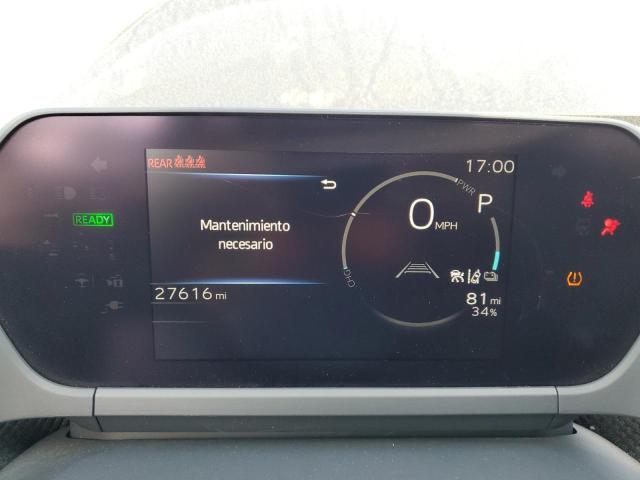 REAR
17:00
PWR
READY
Mantenimiento
necesario
0 MPH
P
CHG
27616 mi
81 mi
34%